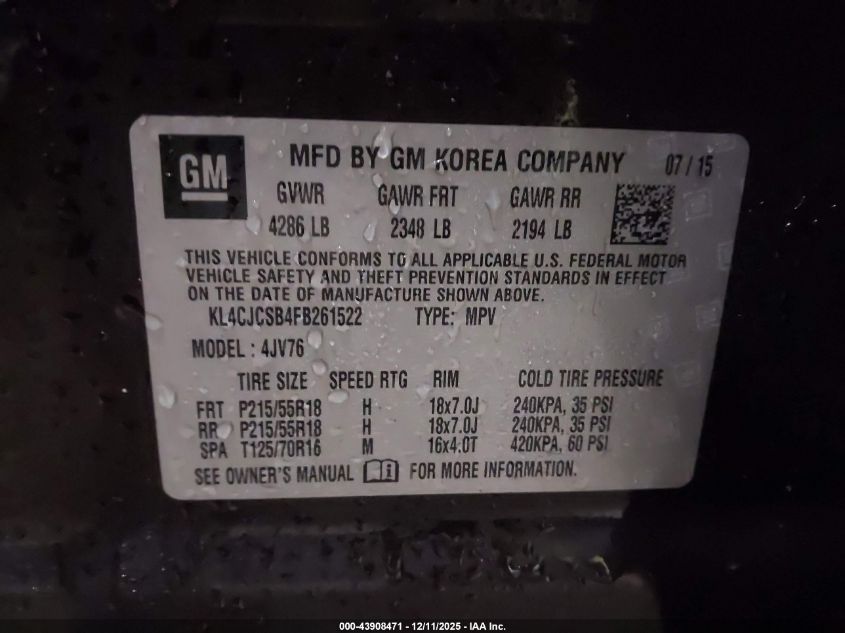 GM
MFD BY GM KOREA COMPANY 07 / 15
GVWR GAWR FRT GAWR RR
4286 LB 2348 LB 2194 LB
THIS VEHICLE CONFORMS TO ALL APPLICABLE U.S. FEDERAL MOTOR
VEHICLE SAFETY AND THEFT PREVENTION STANDARDS IN EFFECT
ON THE DATE OF MANUFACTURE SHOWN ABOVE.
KL4CJCSB4FB261522 TYPE: MPV
MODEL : 4JV76
TIRE SIZE SPEED RTG RIM COLD TIRE PRESSURE
FRT P215/55R18 H 18x7.0J 240KPA, 35 PSI
RR P215/55R18 H 18x7.0J 240KPA, 35 PSI
SPA T125/70R16 M 16x4.0T 420KPA, 60 PSI
SEE OWNER'S MANUAL i FOR MORE INFORMATION.
000-43908471 - 12/11/2025 - IAA Inc.